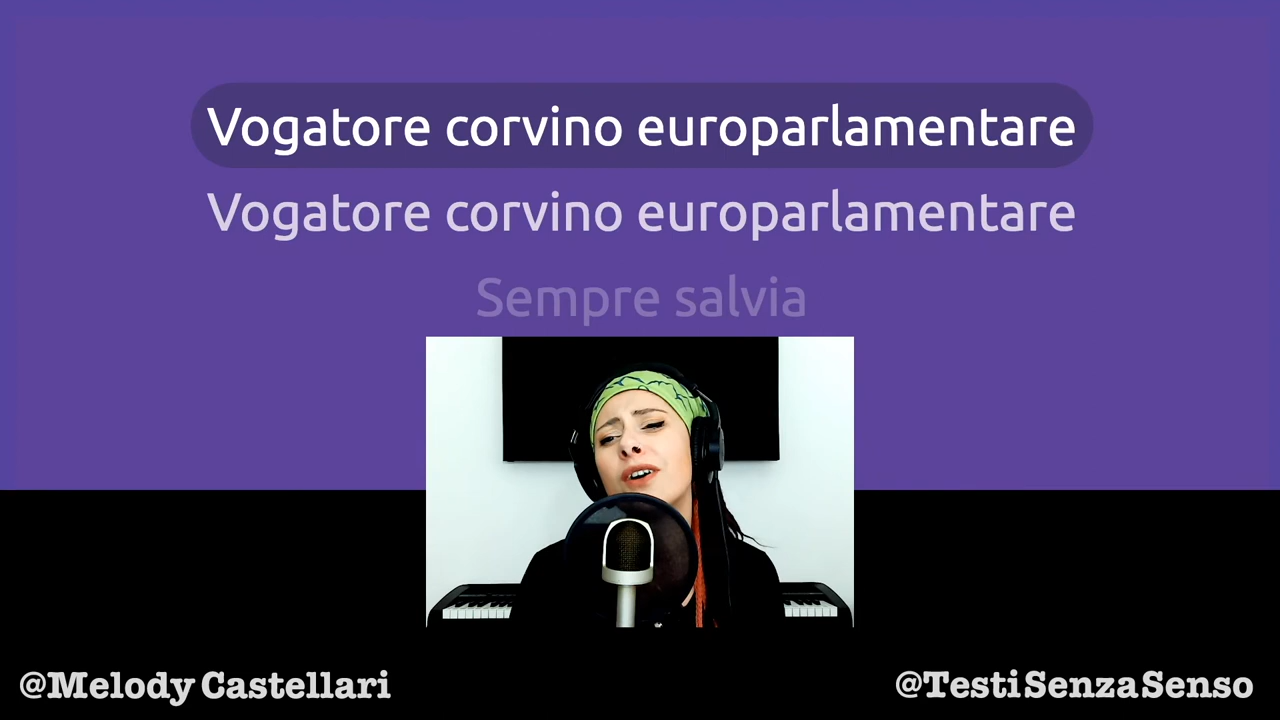 Vogatore corvino europarlamentare
Vogatore corvino europarlamentare
Sempre salvia
@Melody Castellari
@TestiSenzaSenso